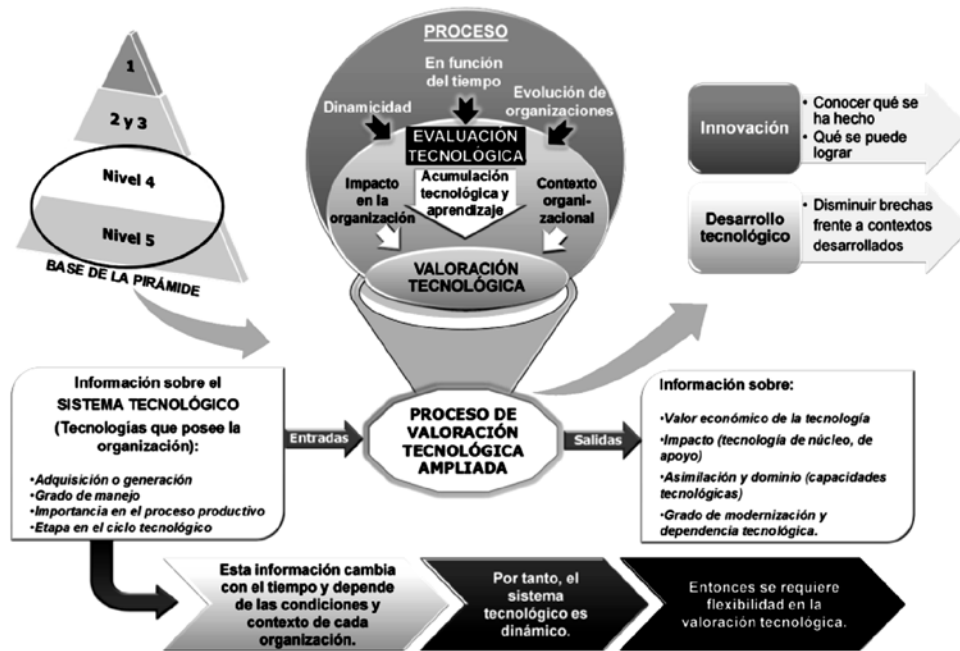 1
2 y 3
Nivel 4
Nivel 5
BASE DE LA PIRÁMIDE
PROCESO
En función
del tiempo
Dinamicidad
Evolución de
organizaciones
EVALUACIÓN
TECNOLÓGICA
Acumulación
tecnológica y
aprendizaje
Impacto
en la
organización
Contexto
organi-
zacional
VALORACIÓN
TECNOLÓGICA
Innovación
• Conocer qué se
ha hecho
• Qué se puede
lograr
Desarrollo
tecnológico
• Disminuir brechas
frente a contextos
desarrollados
Información sobre el
SISTEMA TECNOLÓGICO
(Tecnologías que posee la
organización):
•Adquisición o generación
•Grado de manejo
•Importancia en el proceso productivo
•Etapa en el ciclo tecnológico
Entradas
PROCESO DE
VALORACIÓN
TECNOLÓGICA
AMPLIADA
Salidas
Información sobre:
•Valor económico de la tecnología
•Impacto (tecnología de núcleo, de
apoyo)
•Asimilación y dominio (capacidades
tecnológicas)
•Grado de modernización y
dependencia tecnológica.
Esta información cambia
con el tiempo y depende
de las condiciones y
contexto de cada
organización.
Por tanto, el
sistema
tecnológico es
dinámico.
Entonces se requiere
flexibilidad en la
valoración tecnológica.